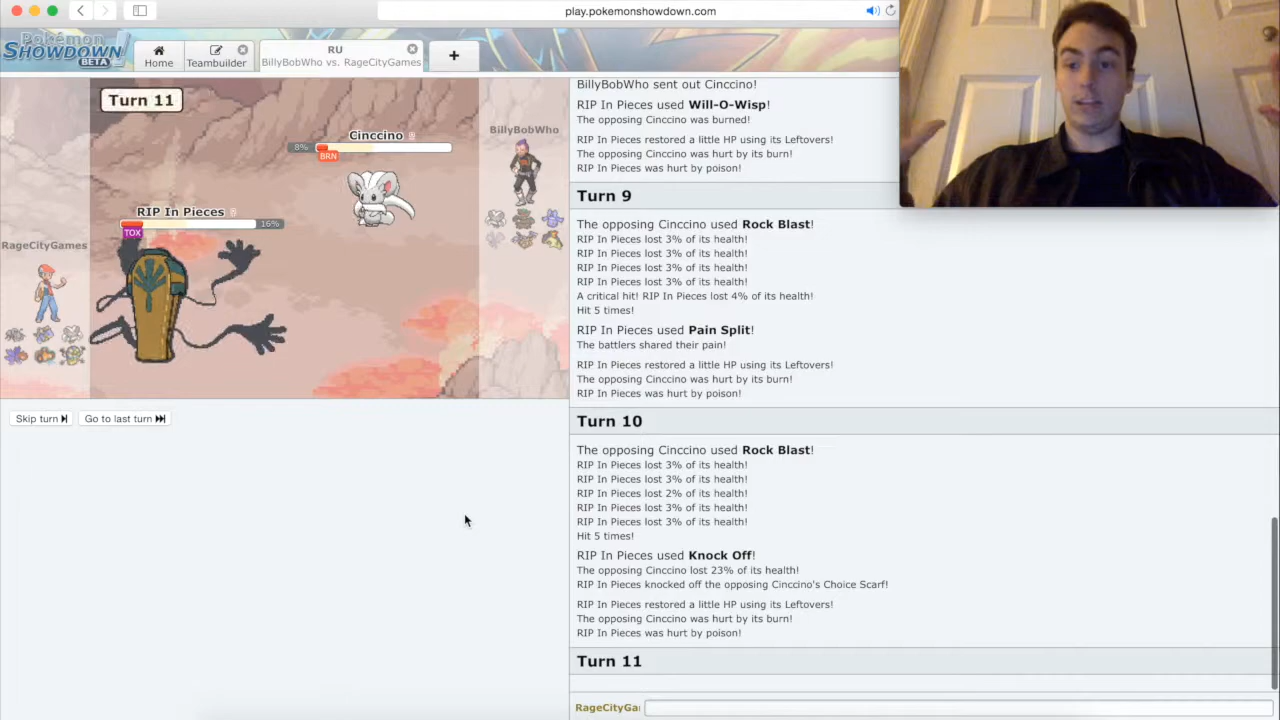 play.pokemonshowdown.com
Pokémon
SHOWDOWN
BETA
Home
Teambuilder
RU
BillyBobWho vs. RageCityGames
+
Turn 11
Cinccino
8%
BRN
RIP In Pieces
16%
TOX
RageCityGames
BillyBobWho
Skip turn
Go to last turn
BillyBobWho sent out Cinccino!
RIP In Pieces used Will-O-Wisp!
The opposing Cinccino was burned!
RIP In Pieces restored a little HP using its Leftovers!
The opposing Cinccino was hurt by its burn!
RIP In Pieces was hurt by poison!
Turn 9
The opposing Cinccino used Rock Blast!
RIP In Pieces lost 3% of its health!
RIP In Pieces lost 3% of its health!
RIP In Pieces lost 3% of its health!
RIP In Pieces lost 3% of its health!
A critical hit! RIP In Pieces lost 4% of its health!
Hit 5 times!
RIP In Pieces used Pain Split!
The battlers shared their pain!
RIP In Pieces restored a little HP using its Leftovers!
The opposing Cinccino was hurt by its burn!
RIP In Pieces was hurt by poison!
Turn 10
The opposing Cinccino used Rock Blast!
RIP In Pieces lost 3% of its health!
RIP In Pieces lost 3% of its health!
RIP In Pieces lost 2% of its health!
RIP In Pieces lost 3% of its health!
RIP In Pieces lost 3% of its health!
Hit 5 times!
RIP In Pieces used Knock Off!
The opposing Cinccino lost 23% of its health!
RIP In Pieces knocked off the opposing Cinccino's Choice Scarf!
RIP In Pieces restored a little HP using its Leftovers!
The opposing Cinccino was hurt by its burn!
RIP In Pieces was hurt by poison!
Turn 11
RageCityGa